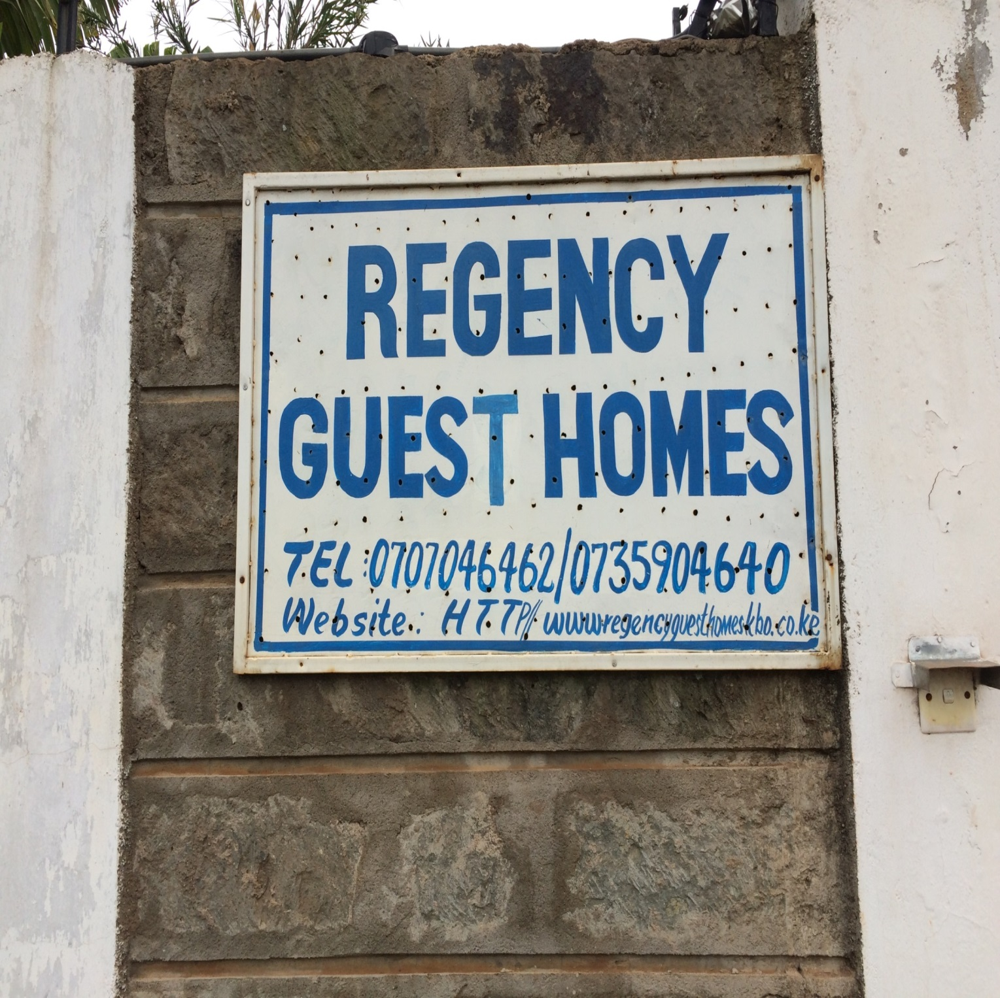 REGENCY
GUEST HOMES
TEL:0707046462/0735904640
Website: HTTP// www.regencyguesthomeskbo.co.ke